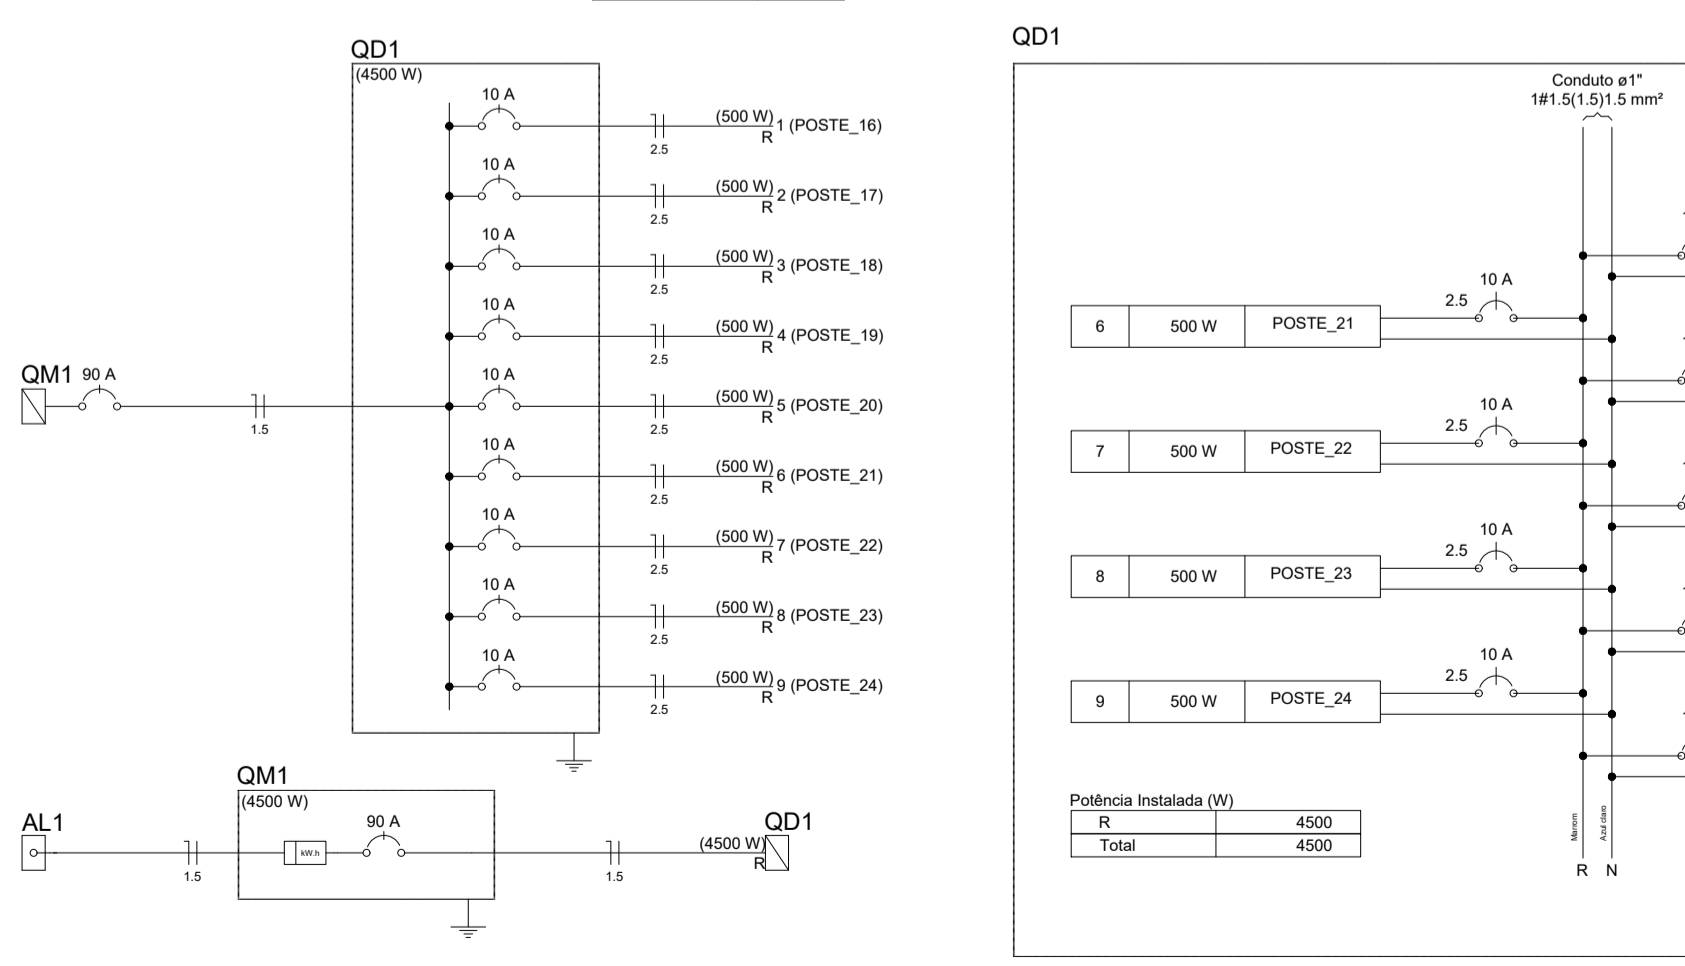 QD1
(4500 W)
10 A
(500 W)
1 (POSTE_16)
R
2.5
10 A
(500 W)
2 (POSTE_17)
R
2.5
10 A
(500 W)
3 (POSTE_18)
R
2.5
10 A
(500 W)
4 (POSTE_19)
R
2.5
QM1
90 A
1.5
10 A
(500 W)
5 (POSTE_20)
R
2.5
10 A
(500 W)
6 (POSTE_21)
R
2.5
10 A
(500 W)
7 (POSTE_22)
R
2.5
10 A
(500 W)
8 (POSTE_23)
R
2.5
10 A
(500 W)
9 (POSTE_24)
R
2.5
AL1
1.5
QM1
(4500 W)
kW.h
90 A
1.5
(4500 W)
R
QD1
QD1
Conduto ø1"
1#1.5(1.5)1.5 mm²
6 500 W POSTE_21
2.5
10 A
7 500 W POSTE_22
2.5
10 A
8 500 W POSTE_23
2.5
10 A
9 500 W POSTE_24
2.5
10 A
Potência Instalada (W)
R 4500
Total 4500
Marrom
Azul claro
R N